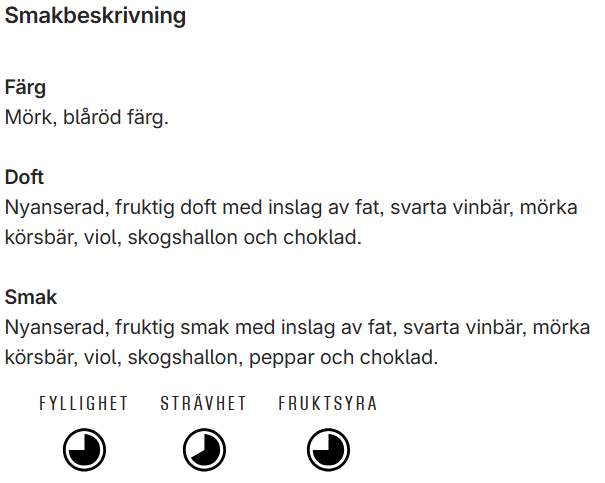 Smakbeskrivning
Färg
Mörk, blåröd färg.
Doft
Nyanserad, fruktig doft med inslag av fat, svarta vinbär, mörka
körsbär, viol, skogshallon och choklad.
Smak
Nyanserad, fruktig smak med inslag av fat, svarta vinbär, mörka
körsbär, viol, skogshallon, peppar och choklad.
FYLLIGHET STRÄVHET FRUKTSYRA